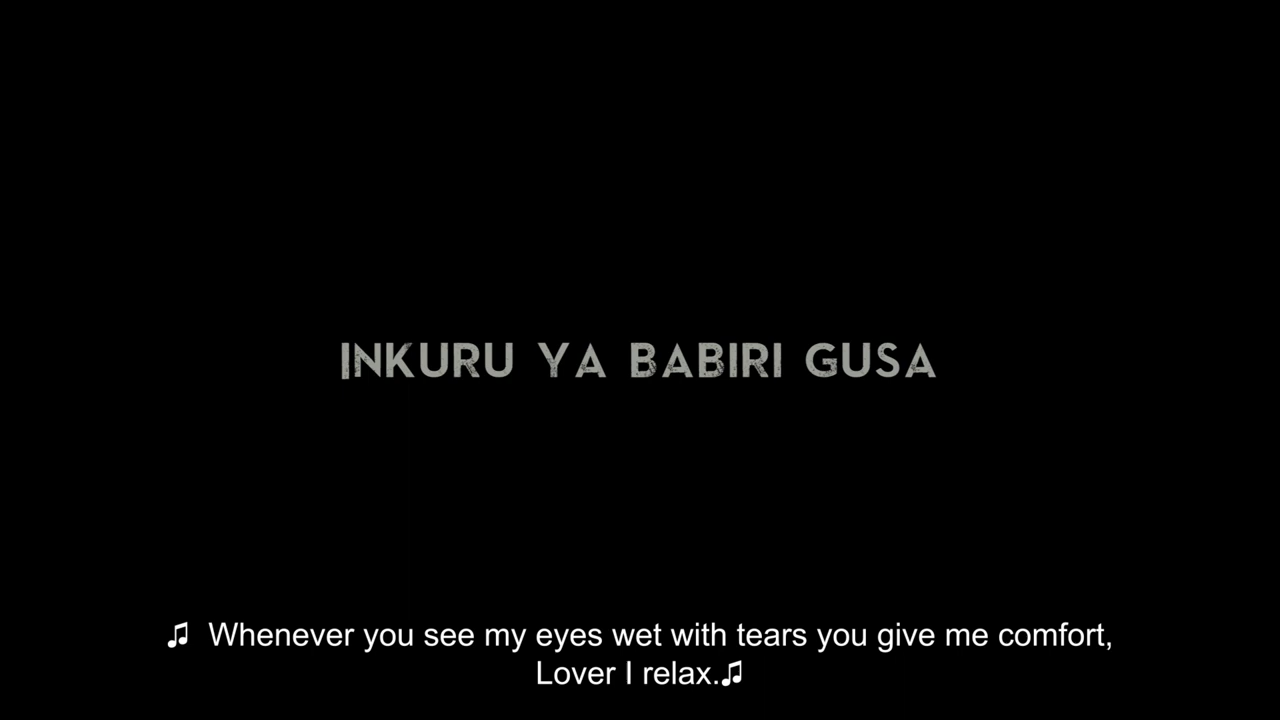 INKURU YA BABIRI GUSA
♫ Whenever you see my eyes wet with tears you give me comfort,
Lover I relax.♫